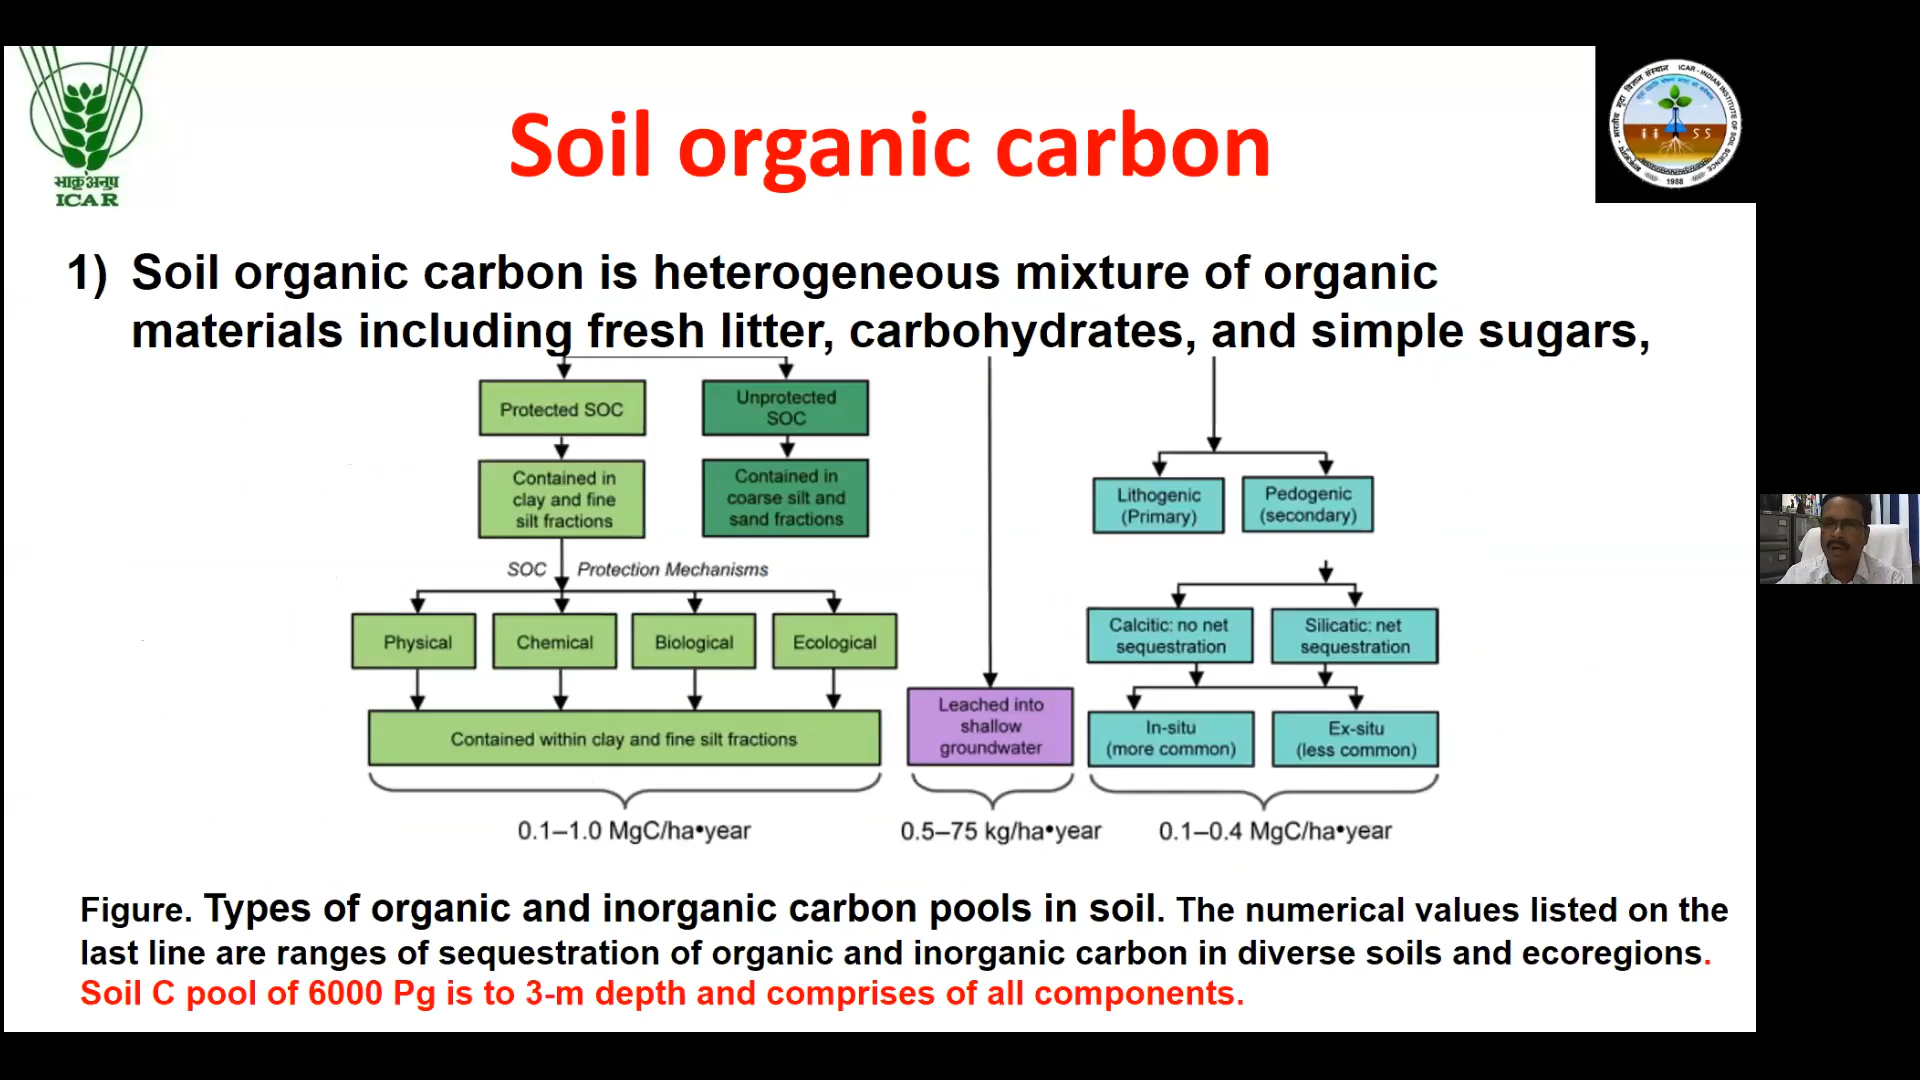 भाकृअनुप
ICAR
Soil organic carbon
ICAR - INDIAN INSTITUTE OF SOIL SCIENCE
1988
1) Soil organic carbon is heterogeneous mixture of organic
materials including fresh litter, carbohydrates, and simple sugars,
Protected SOC
Unprotected
SOC
Contained in
clay and fine
silt fractions
Contained in
coarse silt and
sand fractions
Lithogenic
(Primary)
Pedogenic
(secondary)
SOC Protection Mechanisms
Physical
Chemical
Biological
Ecological
Calcitic: no net
sequestration
Silicatic: net
sequestration
Contained within clay and fine silt fractions
Leached into
shallow
groundwater
In-situ
(more common)
Ex-situ
(less common)
0.1–1.0 MgC/ha•year
0.5–75 kg/ha•year
0.1–0.4 MgC/ha•year
Figure. Types of organic and inorganic carbon pools in soil. The numerical values listed on the
last line are ranges of sequestration of organic and inorganic carbon in diverse soils and ecoregions.
Soil C pool of 6000 Pg is to 3-m depth and comprises of all components.